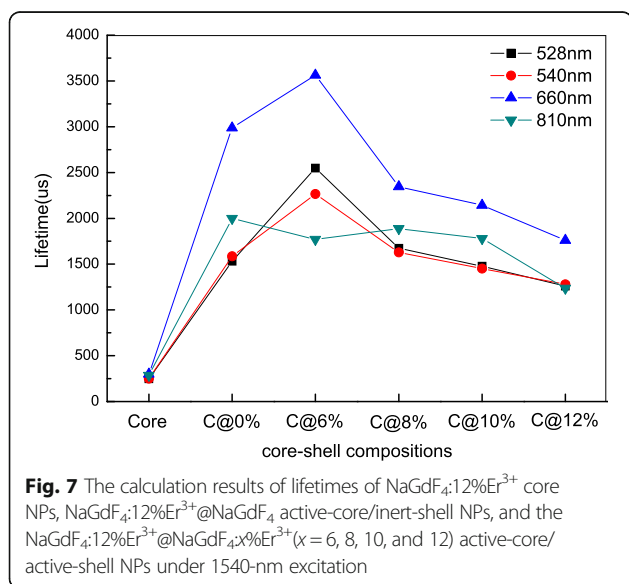 4000
3500
3000
2500
2000
1500
1000
500
0
Lifetime(us)
528nm
540nm
660nm
810nm
Core C@0% C@6% C@8% C@10% C@12%
core-shell compositions
Fig. 7 The calculation results of lifetimes of NaGdF₄:12%Er³⁺ core
NPs, NaGdF₄:12%Er³⁺@NaGdF₄ active-core/inert-shell NPs, and the
NaGdF₄:12%Er³⁺@NaGdF₄:x%Er³⁺(x = 6, 8, 10, and 12) active-core/
active-shell NPs under 1540-nm excitation